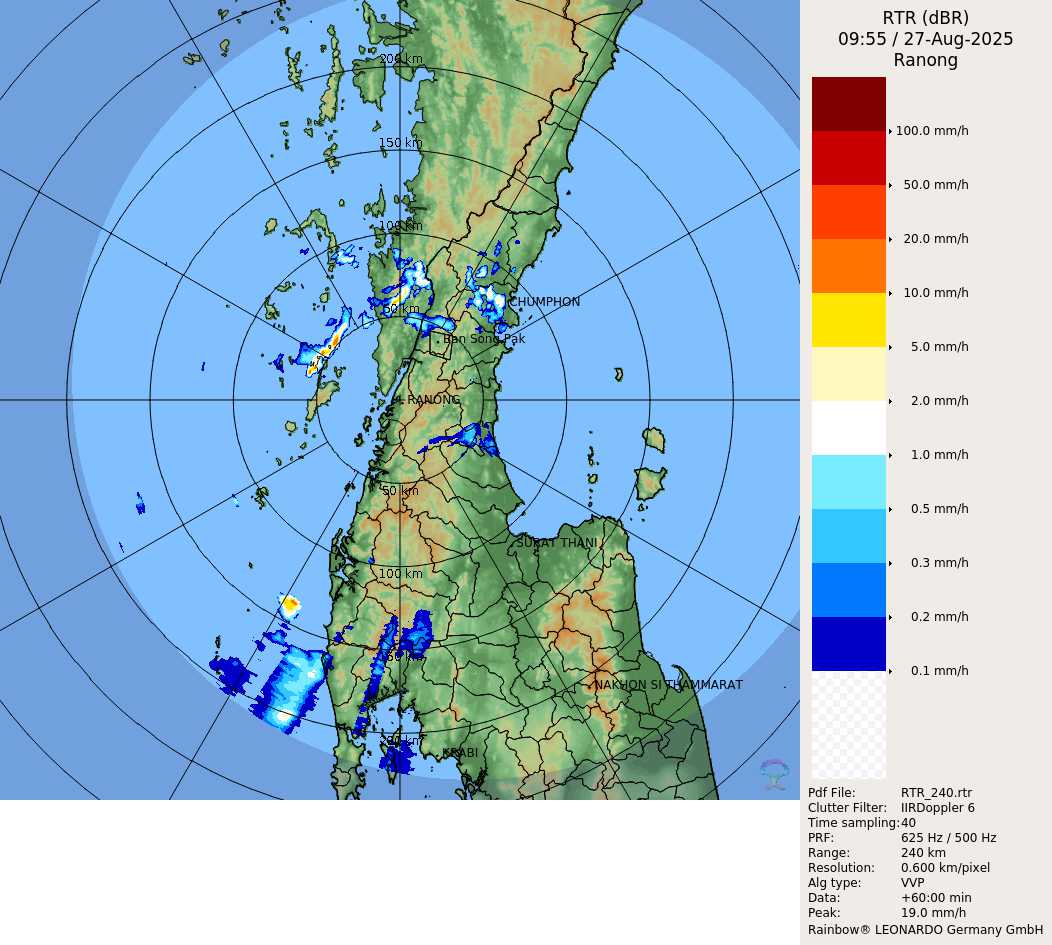 RTR (dBR)
09:55 / 27-Aug-2025
Ranong
200 km
150 km
100 km
50 km
CHUMPHON
Ban Song Pak
RANONG
50 km
SURAT THANI
100 km
NAKHON SI THAMMARAT
200 km
KRABI
100.0 mm/h
50.0 mm/h
20.0 mm/h
10.0 mm/h
5.0 mm/h
2.0 mm/h
1.0 mm/h
0.5 mm/h
0.3 mm/h
0.2 mm/h
0.1 mm/h
Pdf File: RTR_240.rtr
Clutter Filter: IIRDoppler 6
Time sampling: 40
PRF: 625 Hz / 500 Hz
Range: 240 km
Resolution: 0.600 km/pixel
Alg type: VVP
Data: +60:00 min
Peak: 19.0 mm/h
Rainbow® LEONARDO Germany GmbH